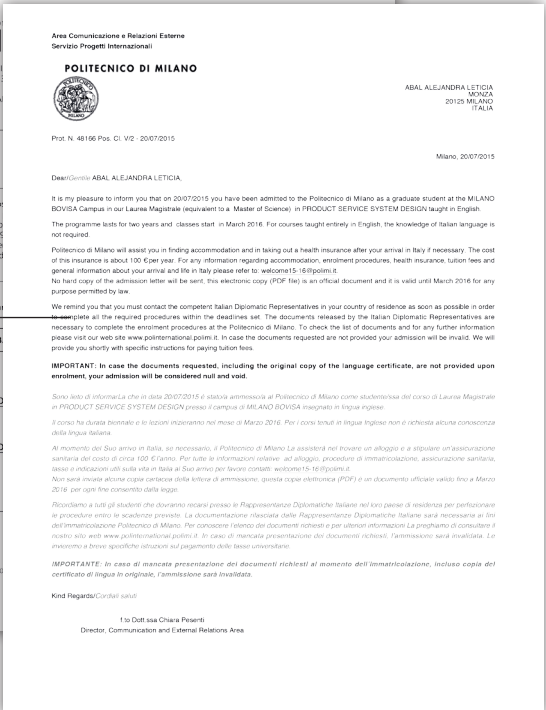 Area Comunicazione e Relazioni Esterne
Servizio Progetti Internazionali
POLITECNICO DI MILANO
ABAL ALEJANDRA LETICIA
MONZA
20125 MILANO
ITALIA
Prot. N. 48166 Pos. Cl. V/2 - 20/07/2015
Milano, 20/07/2015
Dear/Gentile ABAL ALEJANDRA LETICIA,
It is my pleasure to inform you that on 20/07/2015 you have been admitted to the Politecnico di Milano as a graduate student at the MILANO
BOVISA Campus in our Laurea Magistrale (equivalent to a Master of Science) in PRODUCT SERVICE SYSTEM DESIGN taught in English.
The programme lasts for two years and classes start in March 2016. For courses taught entirely in English, the knowledge of Italian language is
not required.
Politecnico di Milano will assist you in finding accommodation and in taking out a health insurance after your arrival in Italy if necessary. The cost
of this insurance is about 100 € per year. For any information regarding accommodation, enrolment procedures, health insurance, tuition fees and
general information about your arrival and life in Italy please refer to: welcome15-16@polimi.it.
No hard copy of the admission letter will be sent, this electronic copy (PDF file) is an official document and it is valid until March 2016 for any
purpose permitted by law.
We remind you that you must contact the competent Italian Diplomatic Representatives in your country of residence as soon as possible in order
to complete all the required procedures within the deadlines set. The documents released by the Italian Diplomatic Representatives are
necessary to complete the enrolment procedures at the Politecnico di Milano. To check the list of documents and for any further information
please visit our web site www.polinternational.polimi.it. In case the documents requested are not provided your admission will be invalid. We will
provide you shortly with specific instructions for paying tuition fees.
IMPORTANT: In case the documents requested, including the original copy of the language certificate, are not provided upon
enrolment, your admission will be considered null and void.
Sono lieto di informarLa che in data 20/07/2015 è stato/a ammesso/a al Politecnico di Milano come studente/ssa del corso di Laurea Magistrale
in PRODUCT SERVICE SYSTEM DESIGN presso il campus di MILANO BOVISA insegnato in lingua inglese.
Il corso ha durata biennale e le lezioni inizieranno nel mese di Marzo 2016. Per i corsi tenuti in lingua Inglese non è richiesta alcuna conoscenza
della lingua italiana.
Al momento del Suo arrivo in Italia, se necessario, il Politecnico di Milano La assisterà nel trovare un alloggio e a stipulare un'assicurazione
sanitaria del costo di circa 100 €/anno. Per tutte le informazioni relative ad alloggio, procedure di immatricolazione, assicurazione sanitaria,
tasse e indicazioni utili sulla vita in Italia al Suo arrivo per favore contatti: welcome15-16@polimi.it.
Non sarà inviata alcuna copia cartacea della lettera di ammissione, questa copia elettronica (PDF) è un documento ufficiale valido fino a Marzo
2016 per ogni fine consentito dalla legge.
Ricordiamo a tutti gli studenti che dovranno recarsi presso le Rappresentanze Diplomatiche Italiane nel loro paese di residenza per perfezionare
le procedure entro le scadenze previste. La documentazione rilasciata dalle Rappresentanze Diplomatiche Italiane sarà necessaria ai fini
dell'immatricolazione Politecnico di Milano. Per conoscere l'elenco dei documenti richiesti e per ulteriori informazioni La preghiamo di consultare il
nostro sito web www.polinternational.polimi.it. In caso di mancata presentazione dei documenti richiesti, l'ammissione sarà invalidata. Le
invieremo a breve specifiche istruzioni sul pagamento delle tasse universitarie.
IMPORTANTE: In caso di mancata presentazione dei documenti richiesti al momento dell'immatricolazione, incluso copia del
certificato di lingua in originale, l'ammissione sarà invalidata.
Kind Regards/Cordiali saluti
f.to Dott.ssa Chiara Pesenti
Director, Communication and External Relations Area